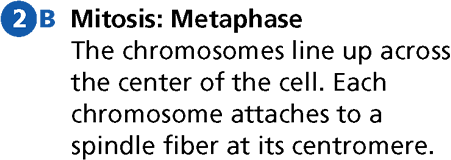 2 B Mitosis: Metaphase
The chromosomes line up across
the center of the cell. Each
chromosome attaches to a
spindle fiber at its centromere.